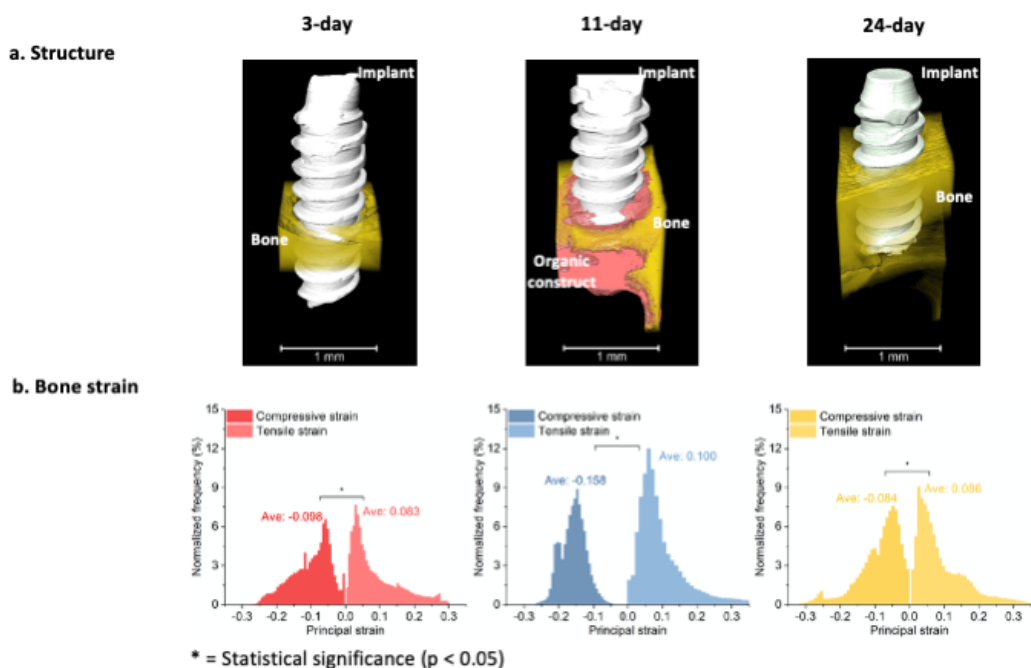 3-day 11-day 24-day
a. Structure
Implant Implant Implant
Bone Bone Bone
Organic
construct
1 mm 1 mm 1 mm
b. Bone strain
15
12
9
6
3
0
Normalized frequency (%)
Compressive strain
Tensile strain
*
Ave: -0.098
Ave: 0.083
-0.3 -0.2 -0.1 0.0 0.1 0.2 0.3
Principal strain
15
12
9
6
3
0
Normalized frequency (%)
Compressive strain
Tensile strain
*
Ave: -0.158
Ave: 0.100
-0.3 -0.2 -0.1 0.0 0.1 0.2 0.3
Principal strain
15
12
9
6
3
0
Normalized frequency (%)
Compressive strain
Tensile strain
*
Ave: -0.084
Ave: 0.086
-0.3 -0.2 -0.1 0.0 0.1 0.2 0.3
Principal strain
* = Statistical significance (p < 0.05)